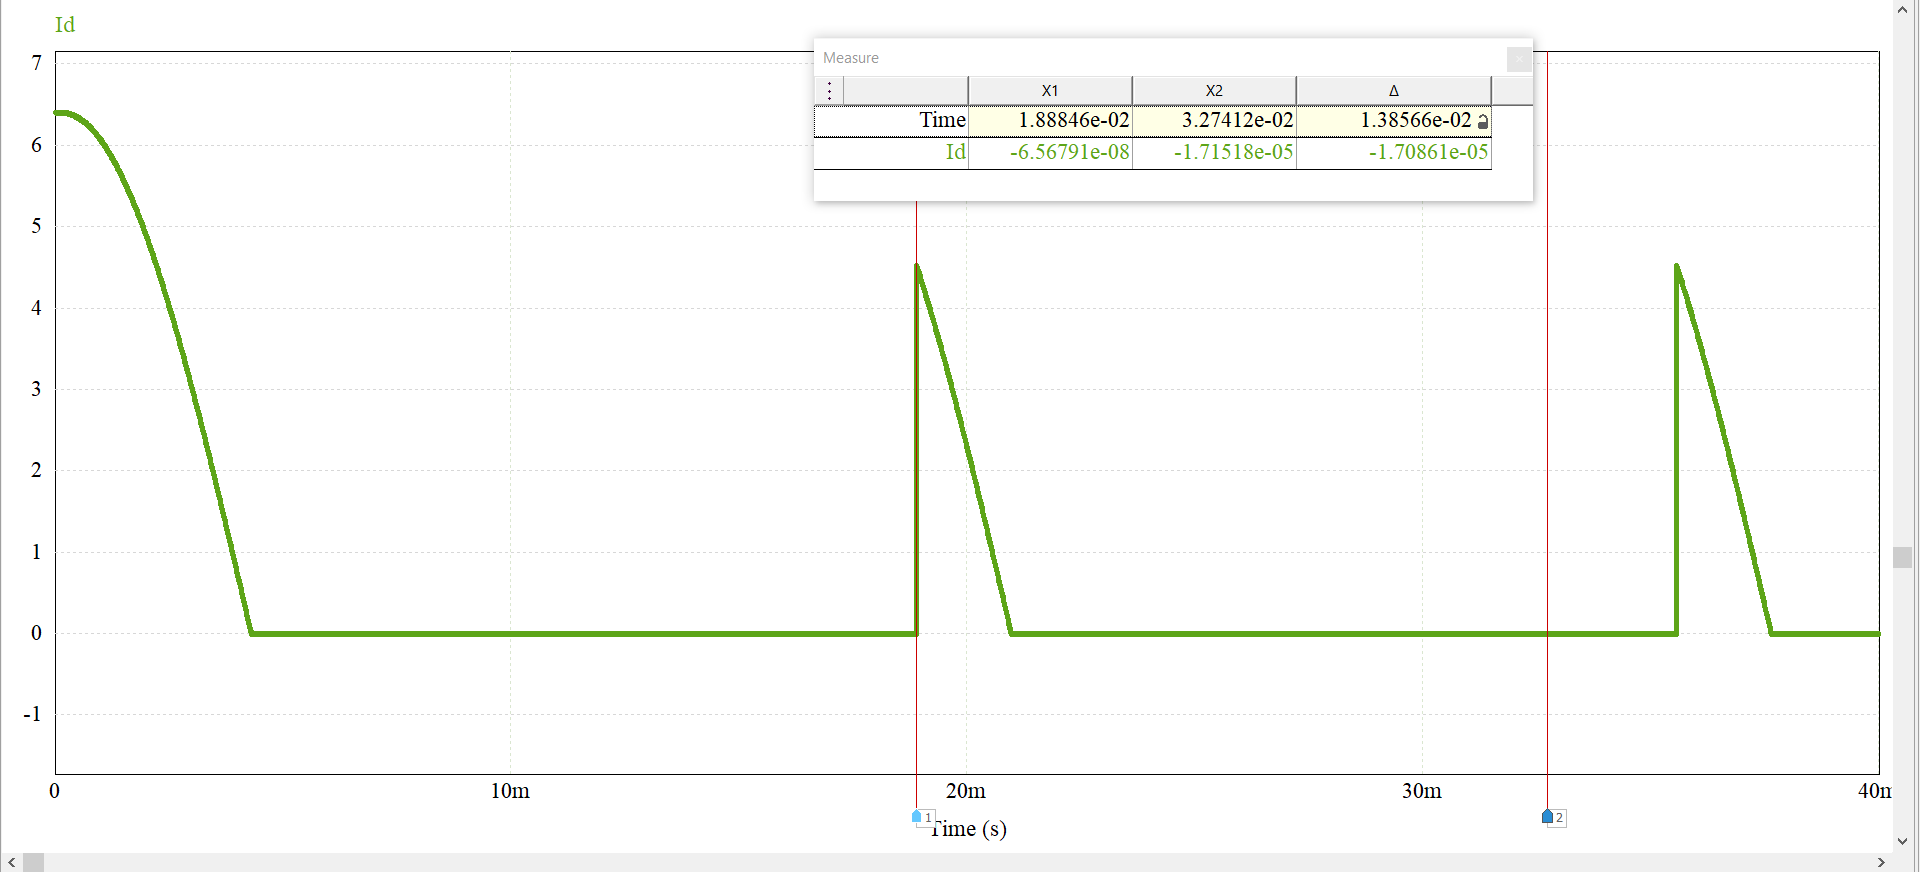 Id
Measure
X1 X2 Δ
Time 1.88846e-02 3.27412e-02 1.38566e-02
Id -6.56791e-08 -1.71518e-05 -1.70861e-05
7
6
5
4
3
2
1
0
-1
0 10m 20m 30m 40m
1 2
Time (s)